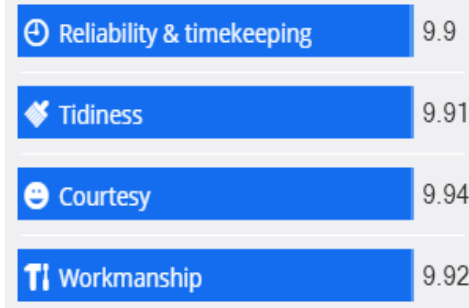 Reliability & timekeeping 9.9
Tidiness 9.91
Courtesy 9.94
Workmanship 9.92